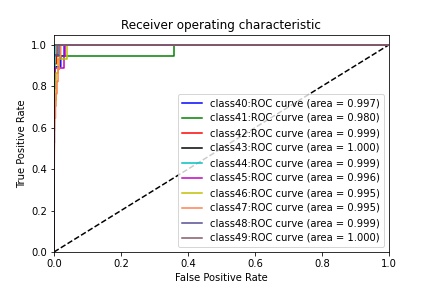 Receiver operating characteristic
True Positive Rate
1.0
0.8
0.6
0.4
0.2
0.0
class40:ROC curve (area = 0.997)
class41:ROC curve (area = 0.980)
class42:ROC curve (area = 0.999)
class43:ROC curve (area = 1.000)
class44:ROC curve (area = 0.999)
class45:ROC curve (area = 0.996)
class46:ROC curve (area = 0.995)
class47:ROC curve (area = 0.995)
class48:ROC curve (area = 0.999)
class49:ROC curve (area = 1.000)
0.0 0.2 0.4 0.6 0.8 1.0
False Positive Rate